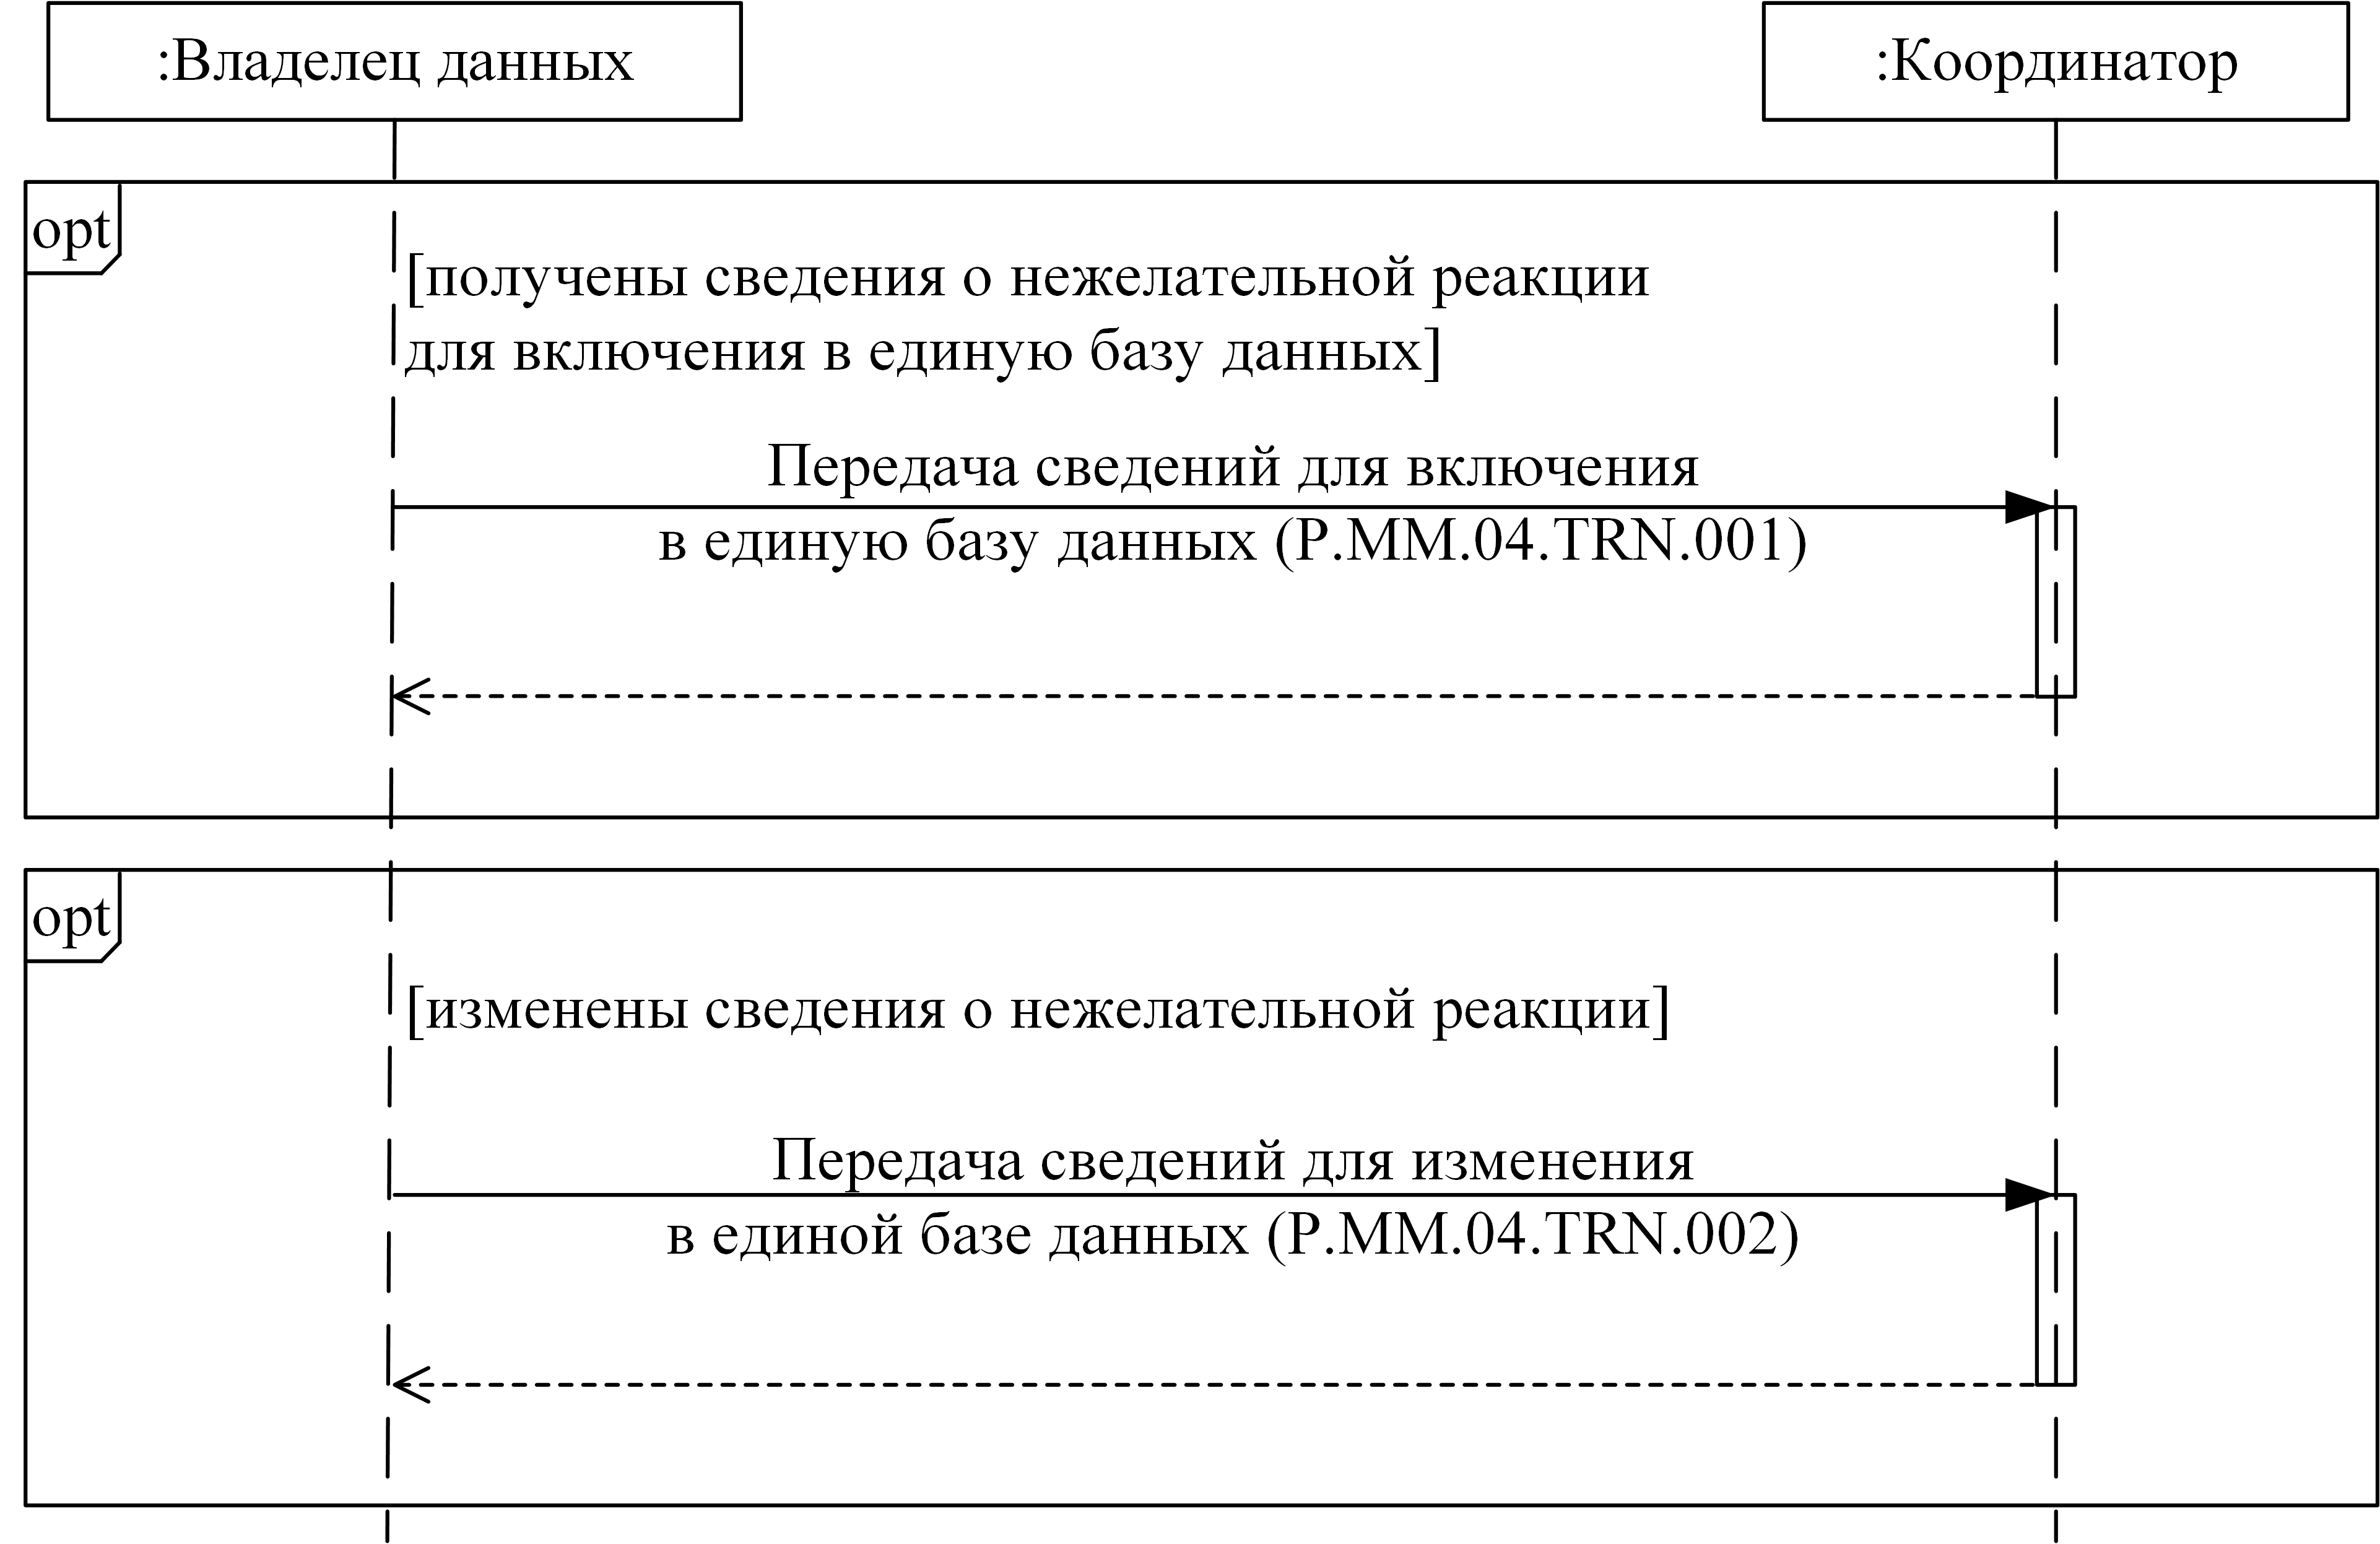 :Владелец данных
:Координатор
opt
[получены сведения о нежелательной реакции
для включения в единую базу данных]
Передача сведений для включения
в единую базу данных (P.MM.04.TRN.001)
opt
[изменены сведения о нежелательной реакции]
Передача сведений для изменения
в единой базе данных (P.MM.04.TRN.002)